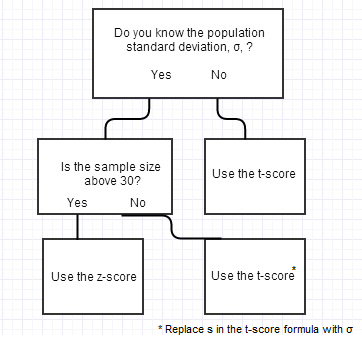 Do you know the population
standard deviation, σ, ?
Yes No
Is the sample size
above 30?
Yes No
Use the t-score
Use the z-score
Use the t-score*
* Replace s in the t-score formula with σ